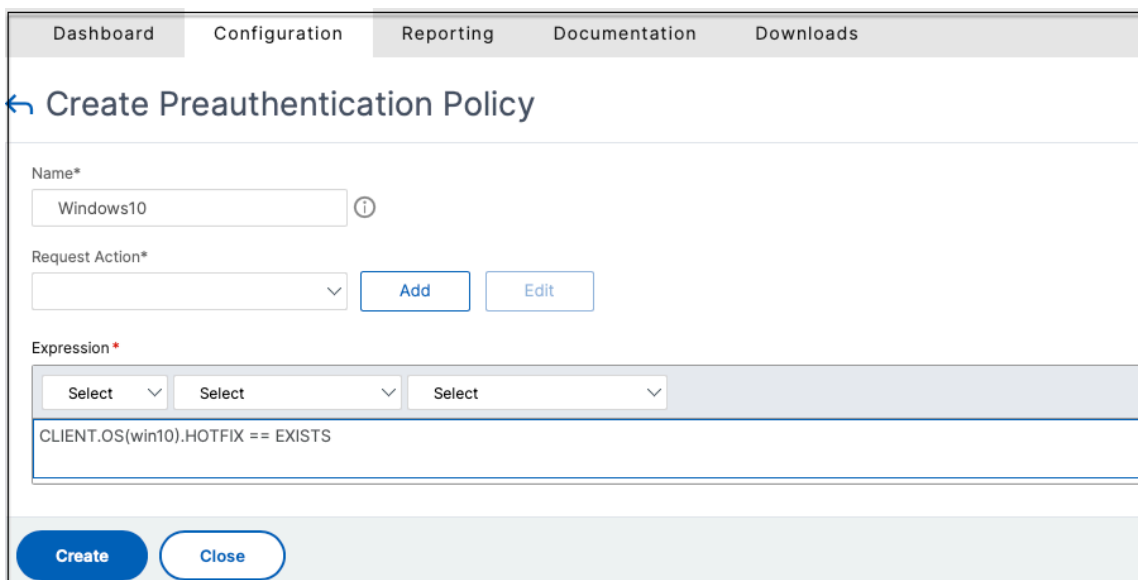 Dashboard Configuration Reporting Documentation Downloads
Create Preauthentication Policy
Name*
Windows10
Request Action*
Add Edit
Expression*
Select Select Select
CLIENT.OS(win10).HOTFIX == EXISTS
Create Close